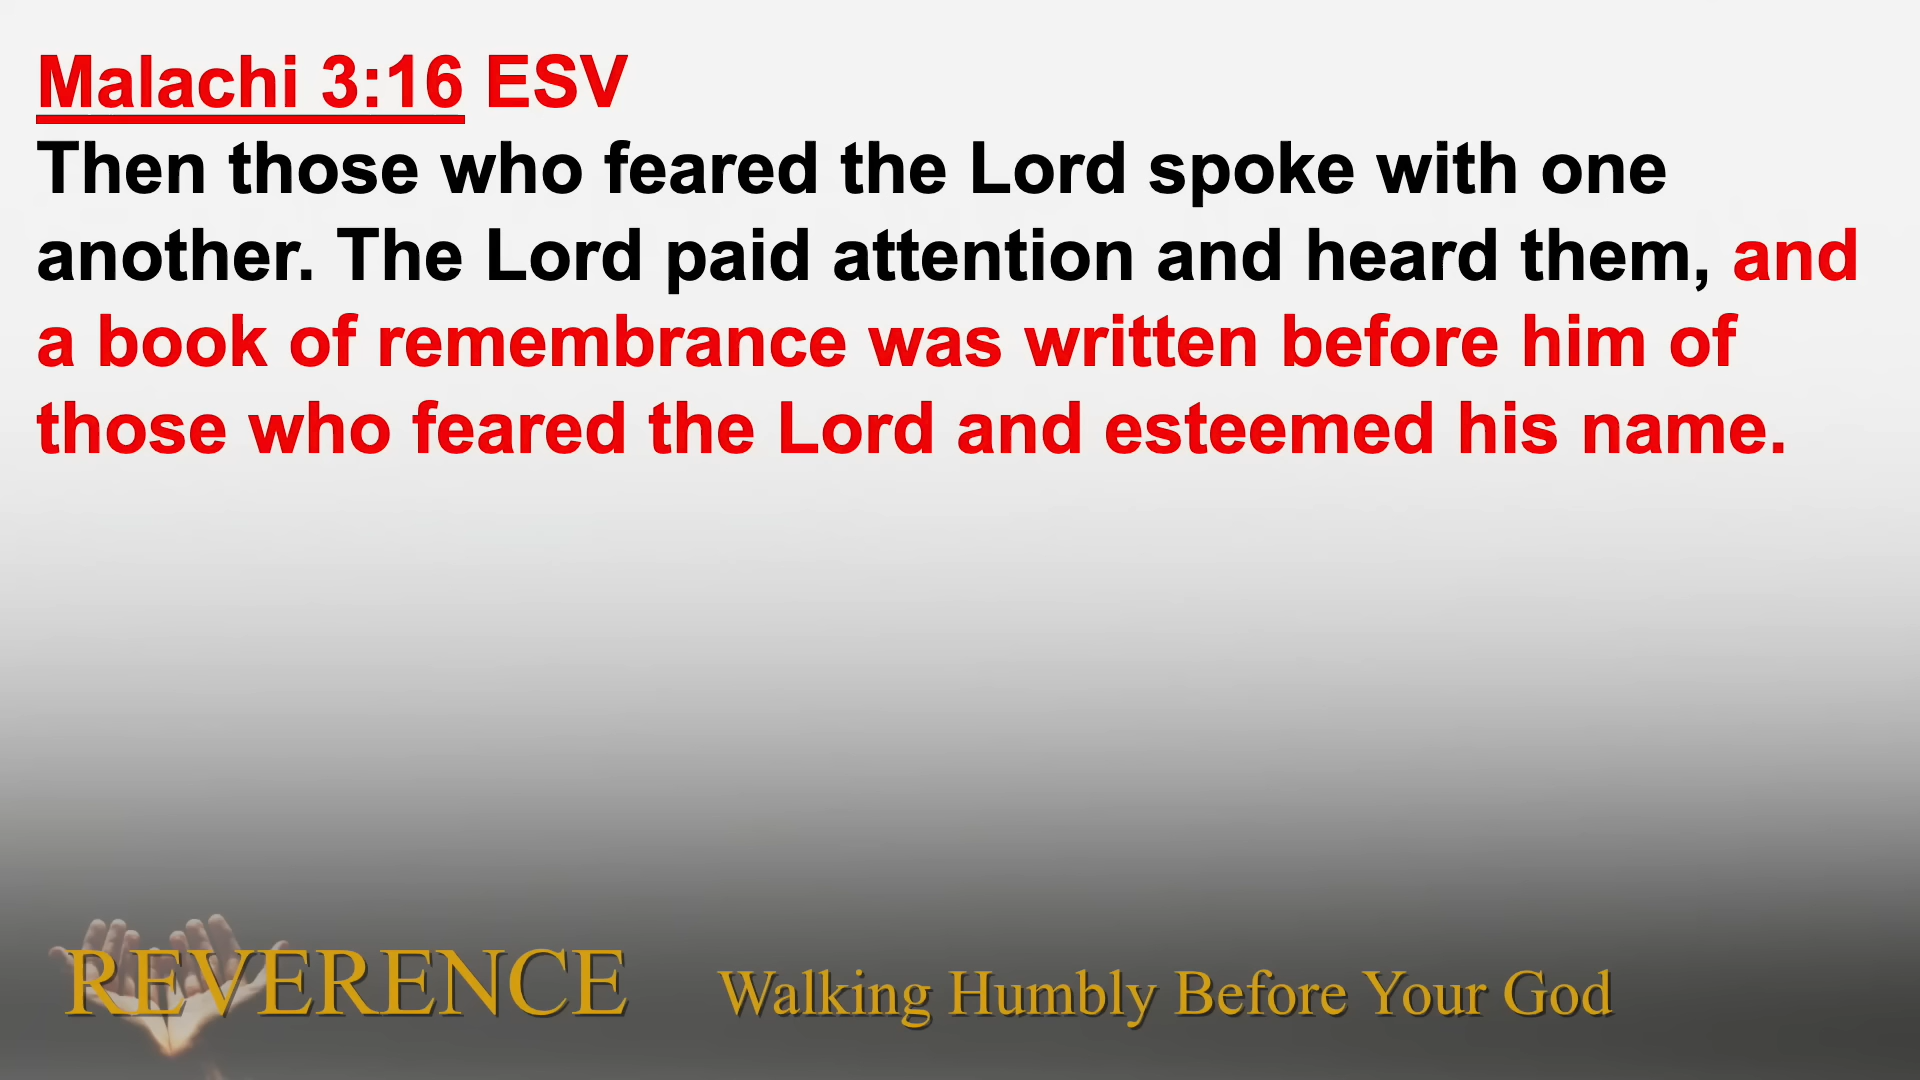 Malachi 3:16 ESV
Then those who feared the Lord spoke with one
another. The Lord paid attention and heard them, and
a book of remembrance was written before him of
those who feared the Lord and esteemed his name.
REVERENCE Walking Humbly Before Your God